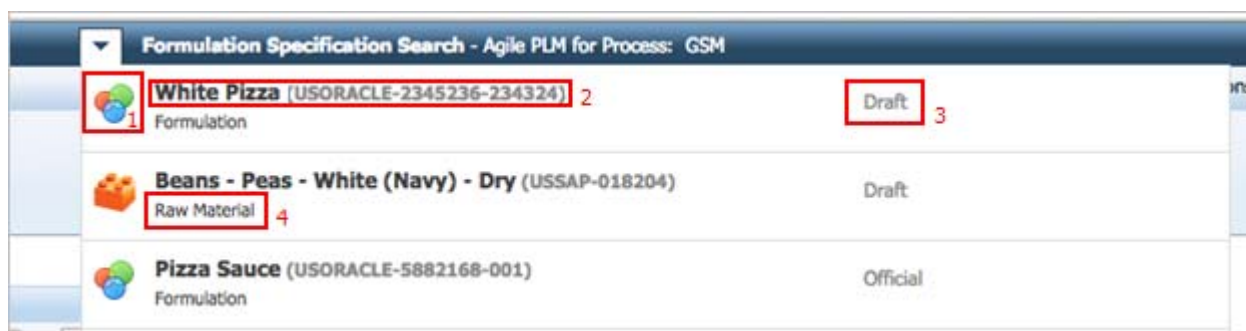 Formulation Specification Search - Agile PLM for Process: GSM
White Pizza (USORACLE-2345236-234324) 2
1
Formulation
Draft 3
Beans - Peas - White (Navy) - Dry (USSAP-018204)
Raw Material 4
Draft
Pizza Sauce (USORACLE-5882168-001)
Formulation
Official